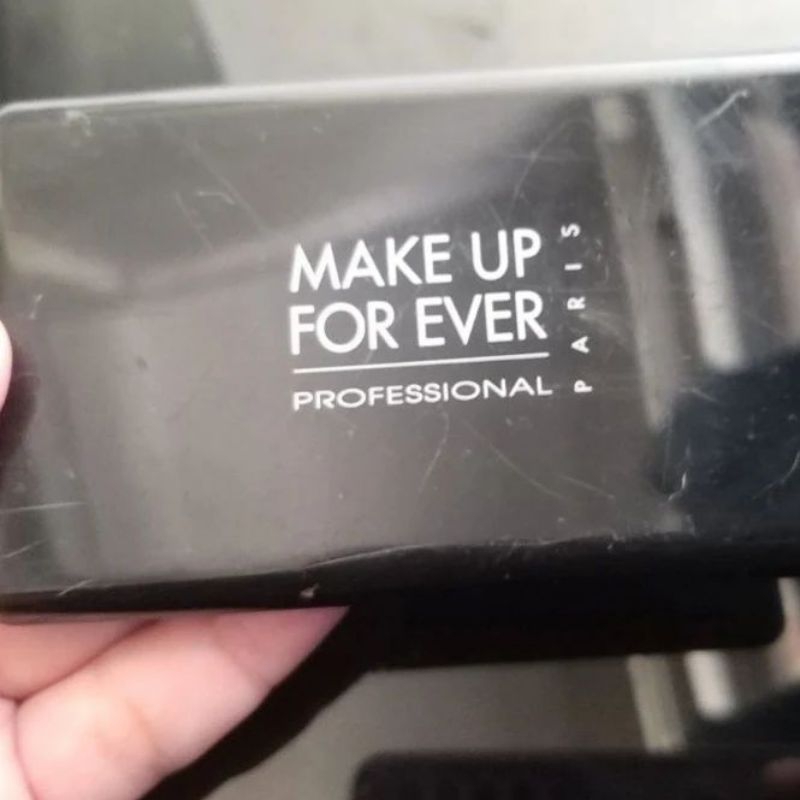 MAKE UP
FOR EVER
PROFESSIONAL
PARIS